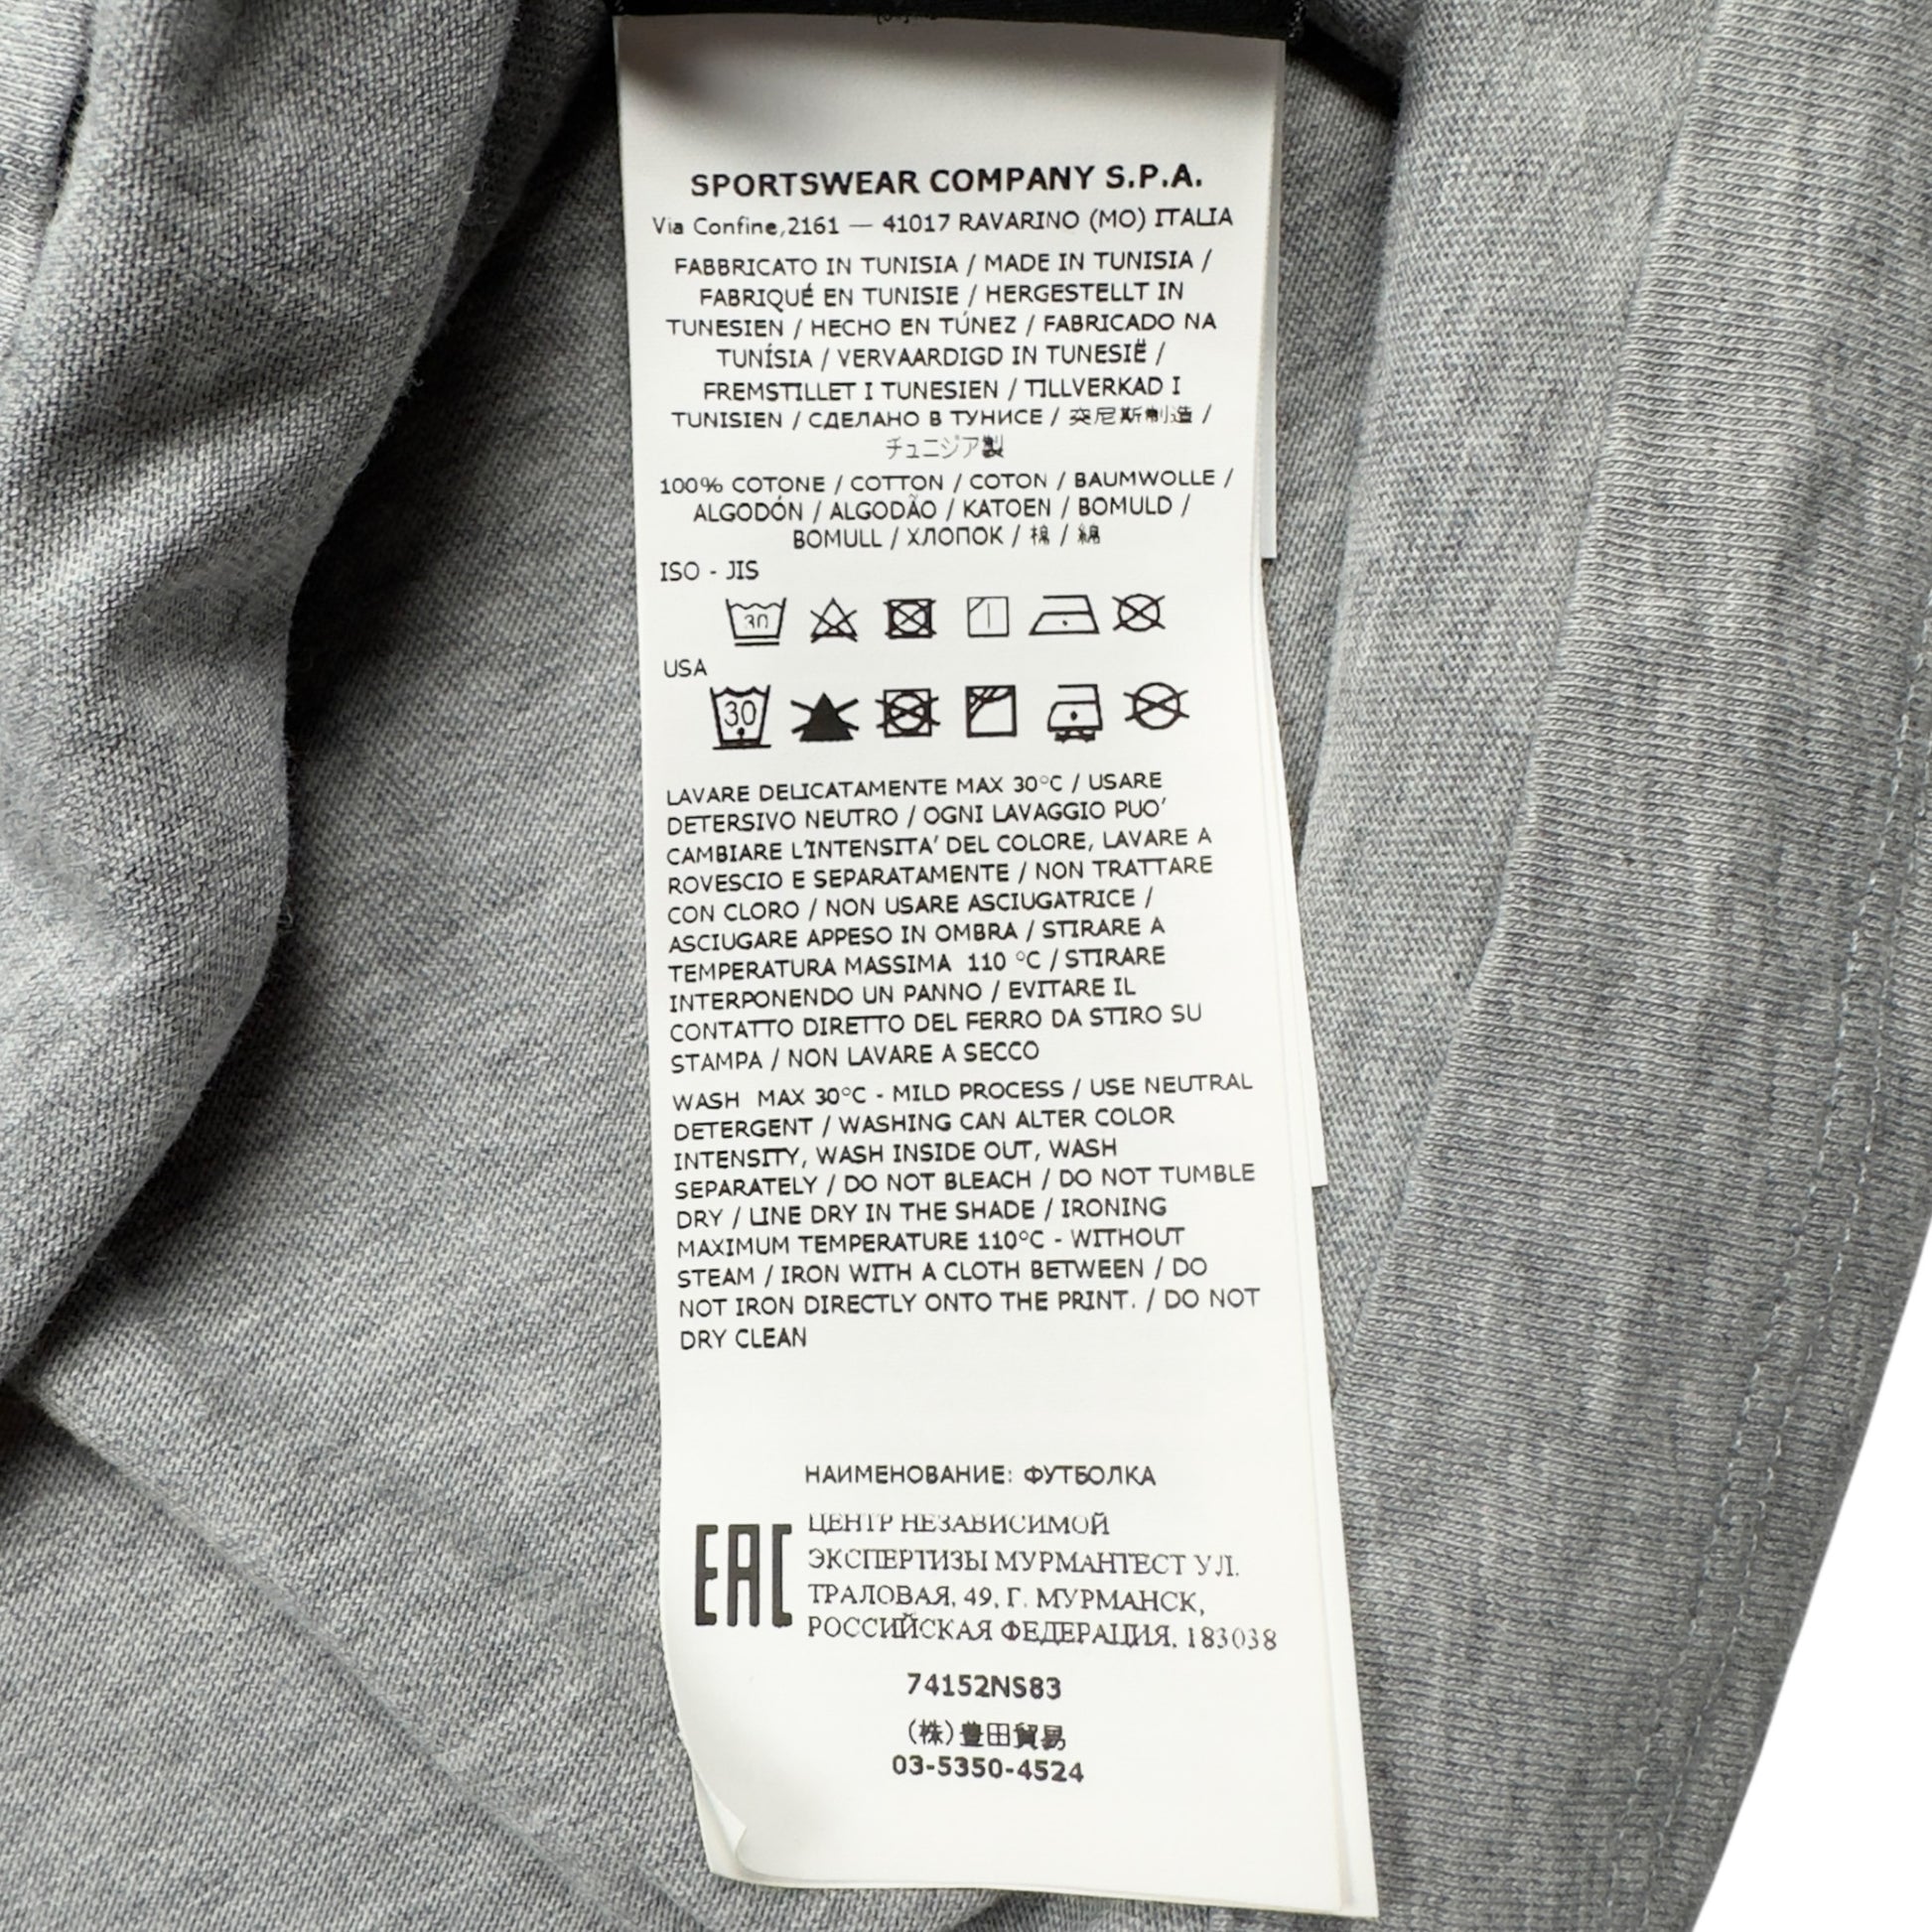 SPORTSWEAR COMPANY S.P.A.
Via Confine,2161 — 41017 RAVARINO (MO) ITALIA
FABBRICATO IN TUNISIA / MADE IN TUNISIA /
FABRIQUÉ EN TUNISIE / HERGESTELLT IN
TUNESIEN / HECHO EN TÚNEZ / FABRICADO NA
TUNÍSIA / VERVAARDIGD IN TUNESIË /
FREMSTILLET I TUNESIEN / TILLVERKAD I
TUNISIEN / СДЕЛАНО В ТУНИСЕ / 突尼斯制造 /
チュニジア製
100% COTONE / COTTON / COTON / BAUMWOLLE /
ALGODÓN / ALGODÃO / KATOEN / BOMULD /
BOMULL / ХЛОПОК / 棉 / 綿
ISO - JIS
30
USA
30
LAVARE DELICATAMENTE MAX 30°C / USARE
DETERSIVO NEUTRO / OGNI LAVAGGIO PUO'
CAMBIARE L'INTENSITA' DEL COLORE, LAVARE A
ROVESCIO E SEPARATAMENTE / NON TRATTARE
CON CLORO / NON USARE ASCIUGATRICE /
ASCIUGARE APPESO IN OMBRA / STIRARE A
TEMPERATURA MASSIMA 110 °C / STIRARE
INTERPONENDO UN PANNO / EVITARE IL
CONTATTO DIRETTO DEL FERRO DA STIRO SU
STAMPA / NON LAVARE A SECCO
WASH MAX 30°C - MILD PROCESS / USE NEUTRAL
DETERGENT / WASHING CAN ALTER COLOR
INTENSITY, WASH INSIDE OUT, WASH
SEPARATELY / DO NOT BLEACH / DO NOT TUMBLE
DRY / LINE DRY IN THE SHADE / IRONING
MAXIMUM TEMPERATURE 110°C - WITHOUT
STEAM / IRON WITH A CLOTH BETWEEN / DO
NOT IRON DIRECTLY ONTO THE PRINT. / DO NOT
DRY CLEAN
НАИМЕНОВАНИЕ: ФУТБОЛКА
EAC
ЦЕНТР НЕЗАВИСИМОЙ
ЭКСПЕРТИЗЫ МУРМАНТЕСТ УЛ.
ТРАЛОВАЯ, 49, Г. МУРМАНСК,
РОССИЙСКАЯ ФЕДЕРАЦИЯ, 183038
74152NS83
(株)豊田貿易
03-5350-4524